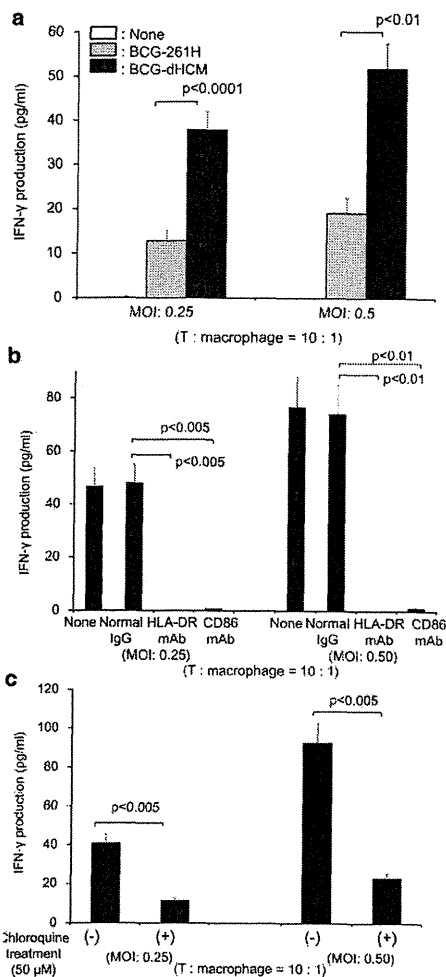 a
: None
: BCG-261H
: BCG-dHCM
p<0.0001
p<0.01
IFN-γ production (pg/ml)
60
50
40
30
20
10
0
MOI: 0.25
MOI: 0.5
(T : macrophage = 10 : 1)
b
p<0.005
p<0.005
p<0.01
p<0.01
IFN-γ production (pg/ml)
80
60
40
20
0
None Normal HLA-DR CD86 None Normal HLA-DR CD86
IgG mAb mAb IgG mAb mAb
(MOI: 0.25) (MOI: 0.50)
(T : macrophage = 10 : 1)
c
p<0.005
p<0.005
IFN-γ production (pg/ml)
120
100
80
60
40
20
0
Chloroquine (-) (+) (-) (+)
treatment (MOI: 0.25) (MOI: 0.50)
(50 μM) (T : macrophage = 10 : 1)